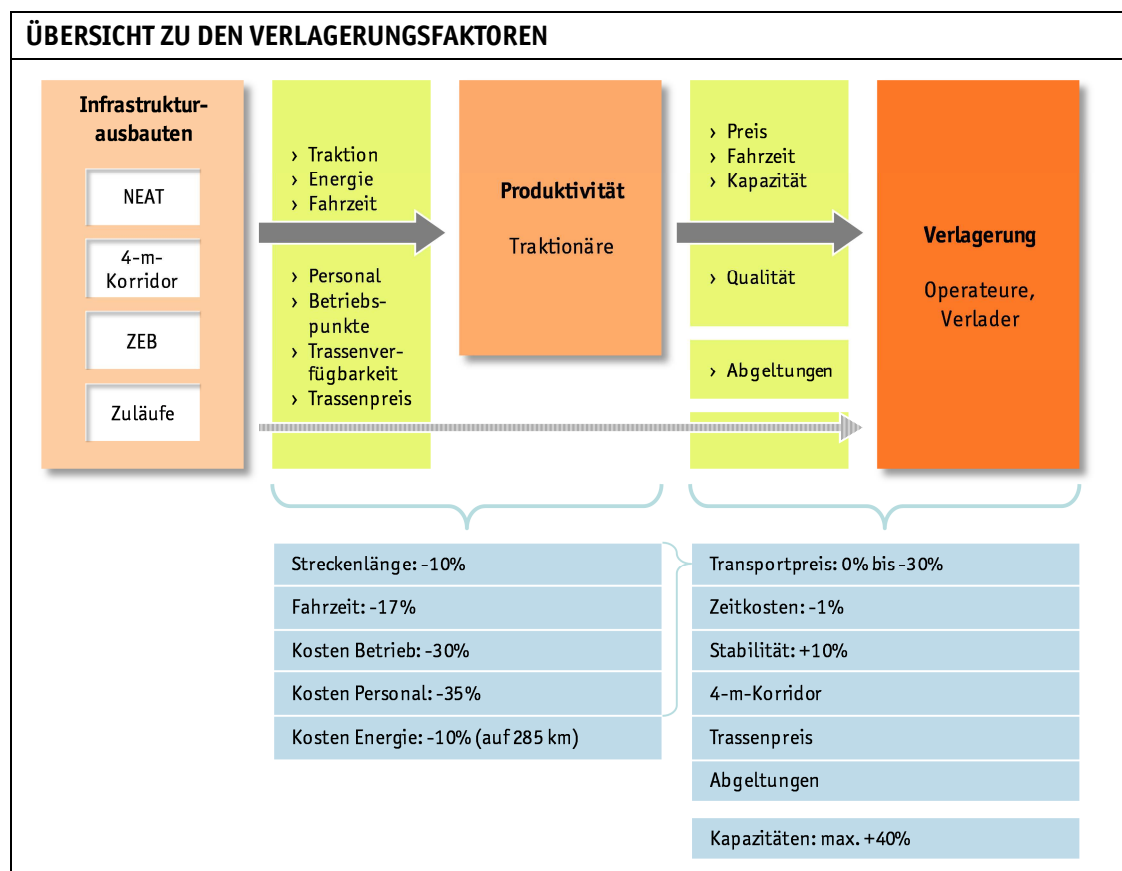 ÜBERSICHT ZU DEN VERLAGERUNGSFAKTOREN
Infrastruktur-
ausbauten
NEAT
4-m-
Korridor
ZEB
Zuläufe
› Traktion
› Energie
› Fahrzeit
› Personal
› Betriebs-
punkte
› Trassenver-
fügbarkeit
› Trassenpreis
Produktivität
Traktionäre
› Preis
› Fahrzeit
› Kapazität
› Qualität
› Abgeltungen
Verlagerung
Operateure,
Verlader
Streckenlänge: -10%
Fahrzeit: -17%
Kosten Betrieb: -30%
Kosten Personal: -35%
Kosten Energie: -10% (auf 285 km)
Transportpreis: 0% bis -30%
Zeitkosten: -1%
Stabilität: +10%
4-m-Korridor
Trassenpreis
Abgeltungen
Kapazitäten: max. +40%